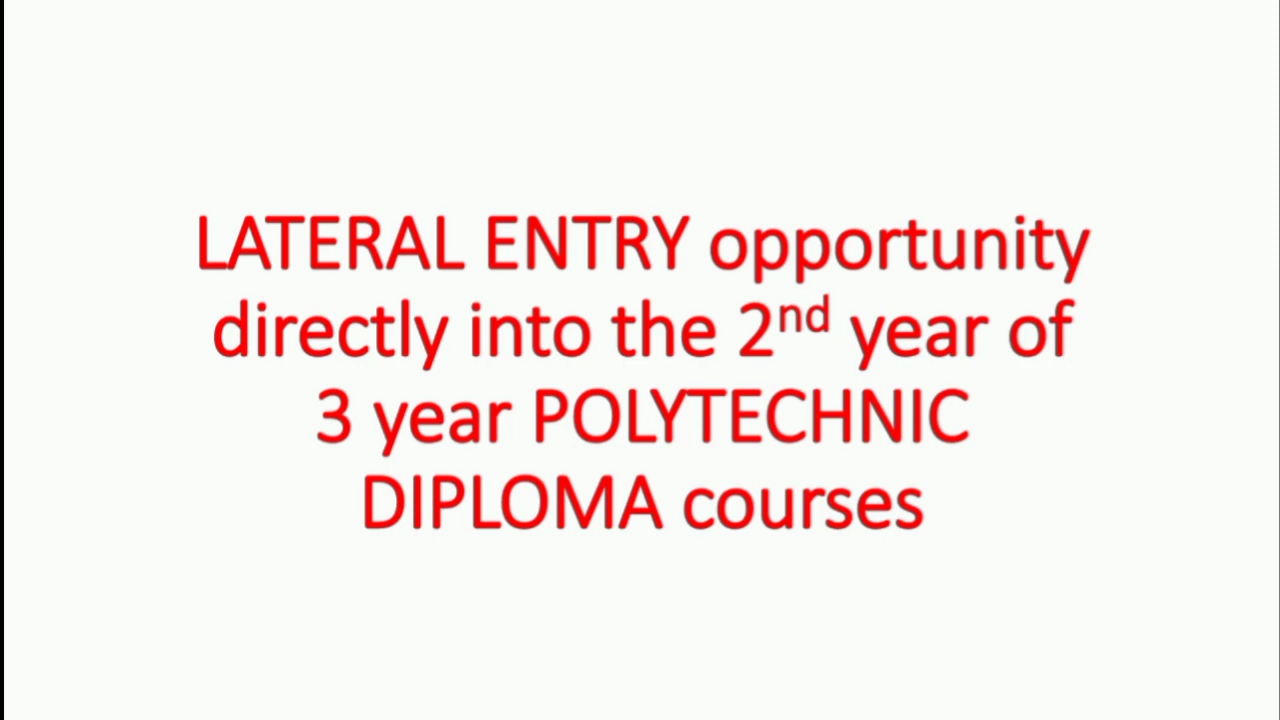 LATERAL ENTRY opportunity
directly into the 2nd year of
3 year POLYTECHNIC
DIPLOMA courses